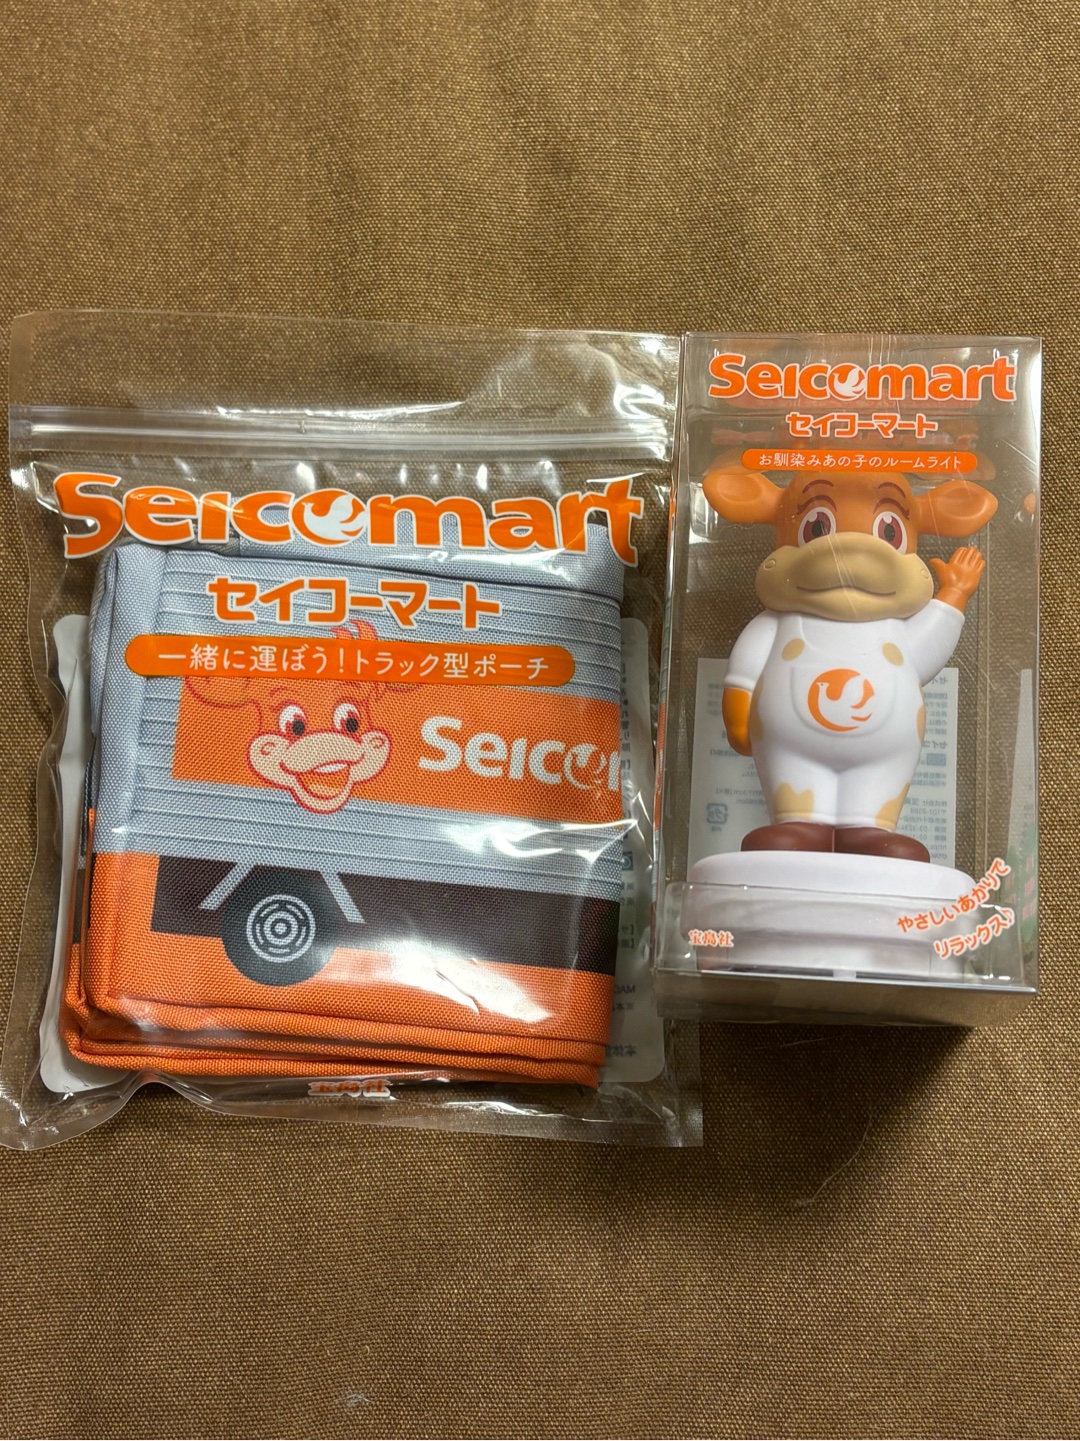 Seicomart
セイコーマート
一緒に運ぼう!トラック型ポーチ
Seicom
宝島社
Seicomart
セイコーマート
お馴染みあの子のルームライト
やさしいあかりで
リラックス♪
宝島社